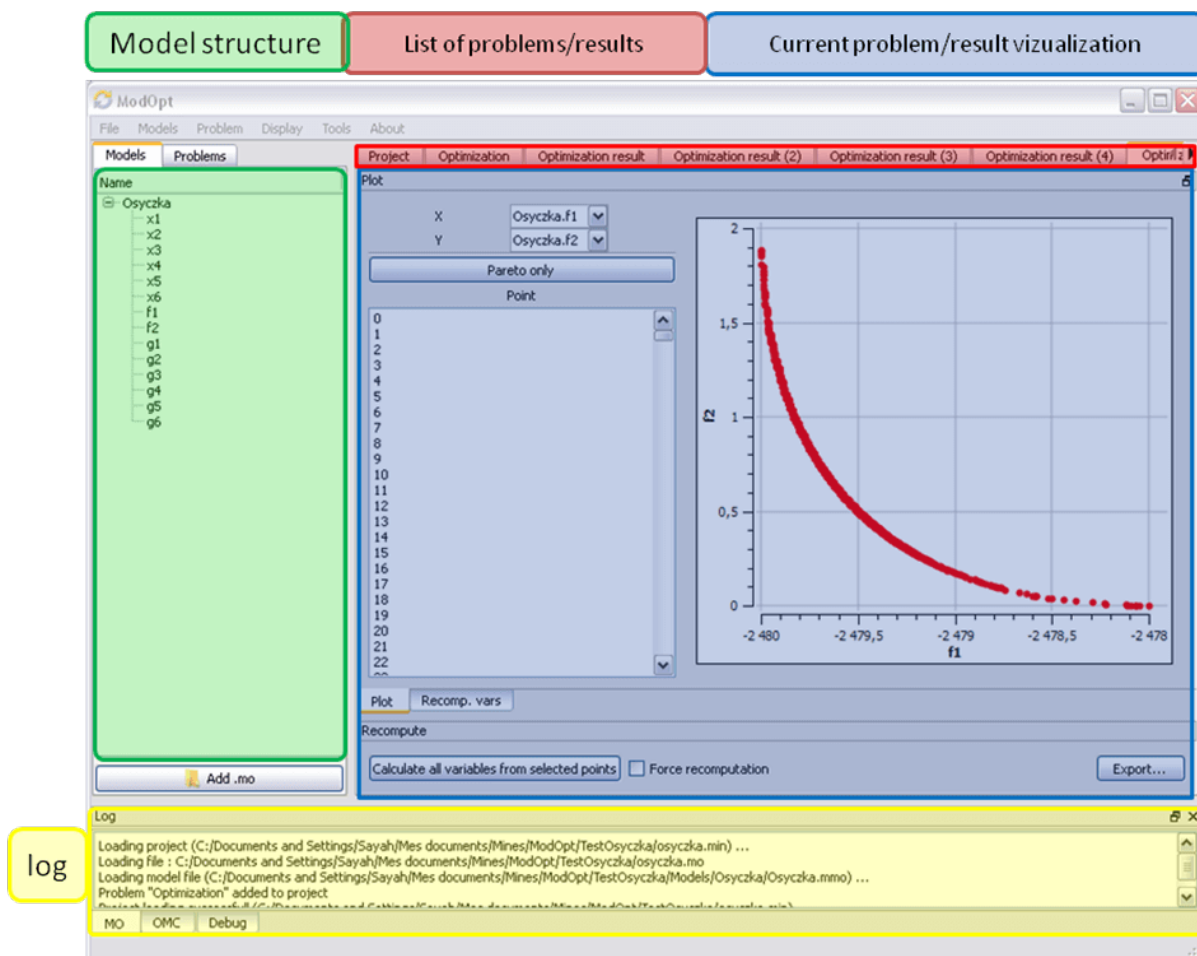 Model structure
List of problems/results
Current problem/result vizualization
ModOpt
File Models Problem Display Tools About
Models Problems
Project Optimization Optimization result Optimization result (2) Optimization result (3) Optimization result (4)
Name
Osyczka
x1
x2
x3
x4
x5
x6
f1
f2
g1
g2
g3
g4
g5
g6
Add .mo
Plot
X Osyczka.f1
Y Osyczka.f2
Pareto only
Point
0
1
2
3
4
5
6
7
8
9
10
11
12
13
14
15
16
17
18
19
20
21
22
2
1,5
1
0,5
0
f2
-2 480 -2 479,5 -2 479 -2 478,5 -2 478
f1
Plot Recomp. vars
Recompute
Calculate all variables from selected points Force recomputation Export...
log
Log
Loading project (C:/Documents and Settings/Sayah/Mes documents/Mines/ModOpt/TestOsyczka/osyczka.min) ...
Loading file : C:/Documents and Settings/Sayah/Mes documents/Mines/ModOpt/TestOsyczka/osyczka.mo
Loading model file (C:/Documents and Settings/Sayah/Mes documents/Mines/ModOpt/TestOsyczka/Models/Osyczka/Osyczka.mmo) ...
Problem "Optimization" added to project
MO OMC Debug